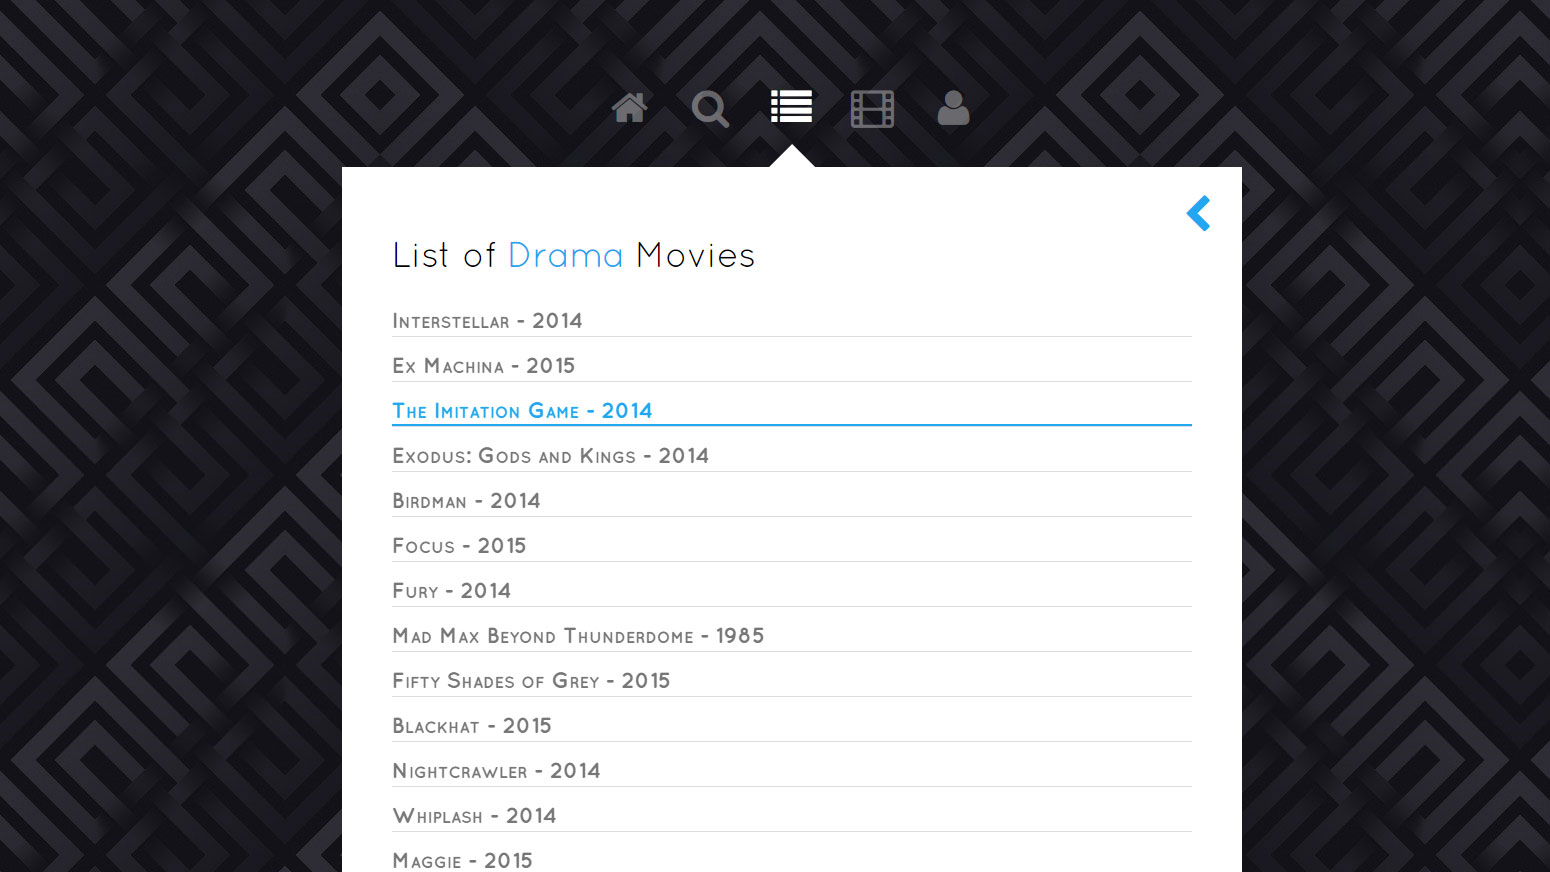 List of Drama Movies
Interstellar - 2014
Ex Machina - 2015
The Imitation Game - 2014
Exodus: Gods and Kings - 2014
Birdman - 2014
Focus - 2015
Fury - 2014
Mad Max Beyond Thunderdome - 1985
Fifty Shades of Grey - 2015
Blackhat - 2015
Nightcrawler - 2014
Whiplash - 2014
Maggie - 2015